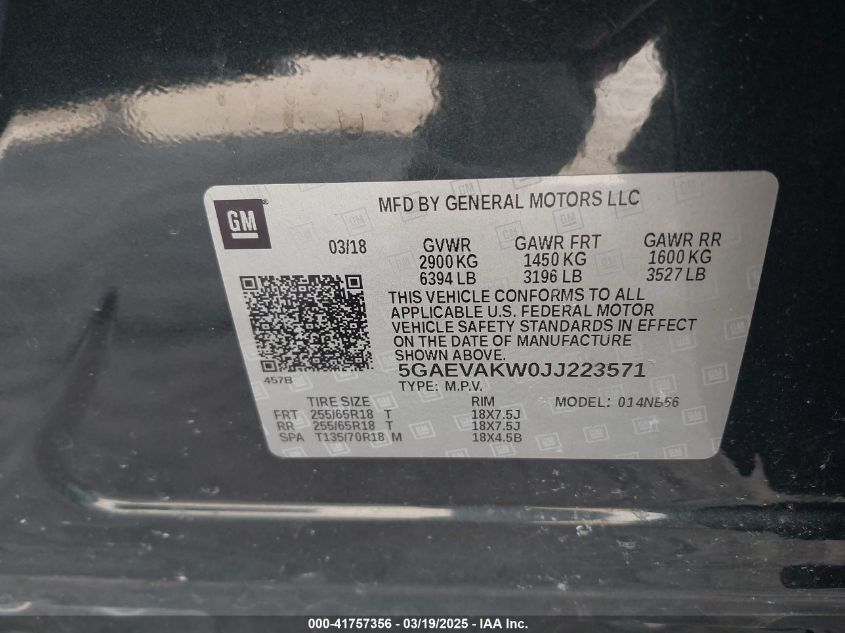 GM
MFD BY GENERAL MOTORS LLC
03/18 GVWR GAWR FRT GAWR RR
2900 KG 1450 KG 1600 KG
6394 LB 3196 LB 3527 LB
THIS VEHICLE CONFORMS TO ALL
APPLICABLE U.S. FEDERAL MOTOR
VEHICLE SAFETY STANDARDS IN EFFECT
ON THE DATE OF MANUFACTURE
SHOWN ABOVE.
5GAEVAKW0JJ223571
457B
TYPE: M.P.V.
TIRE SIZE RIM MODEL: 014NB56
FRT 255/65R18 T 18X7.5J
RR 255/65R18 T 18X7.5J
SPA T135/70R18 M 18X4.5B
000-41757356 — 03/19/2025 — IAA Inc.